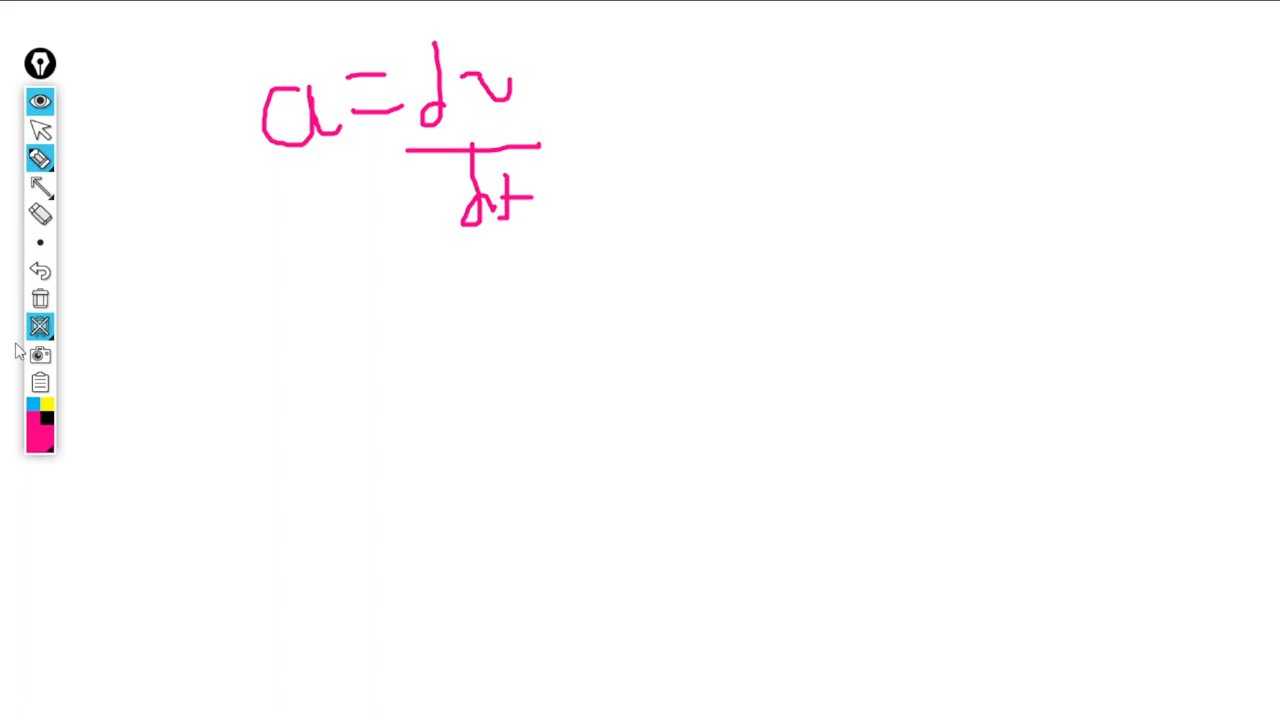 a = dv
dt